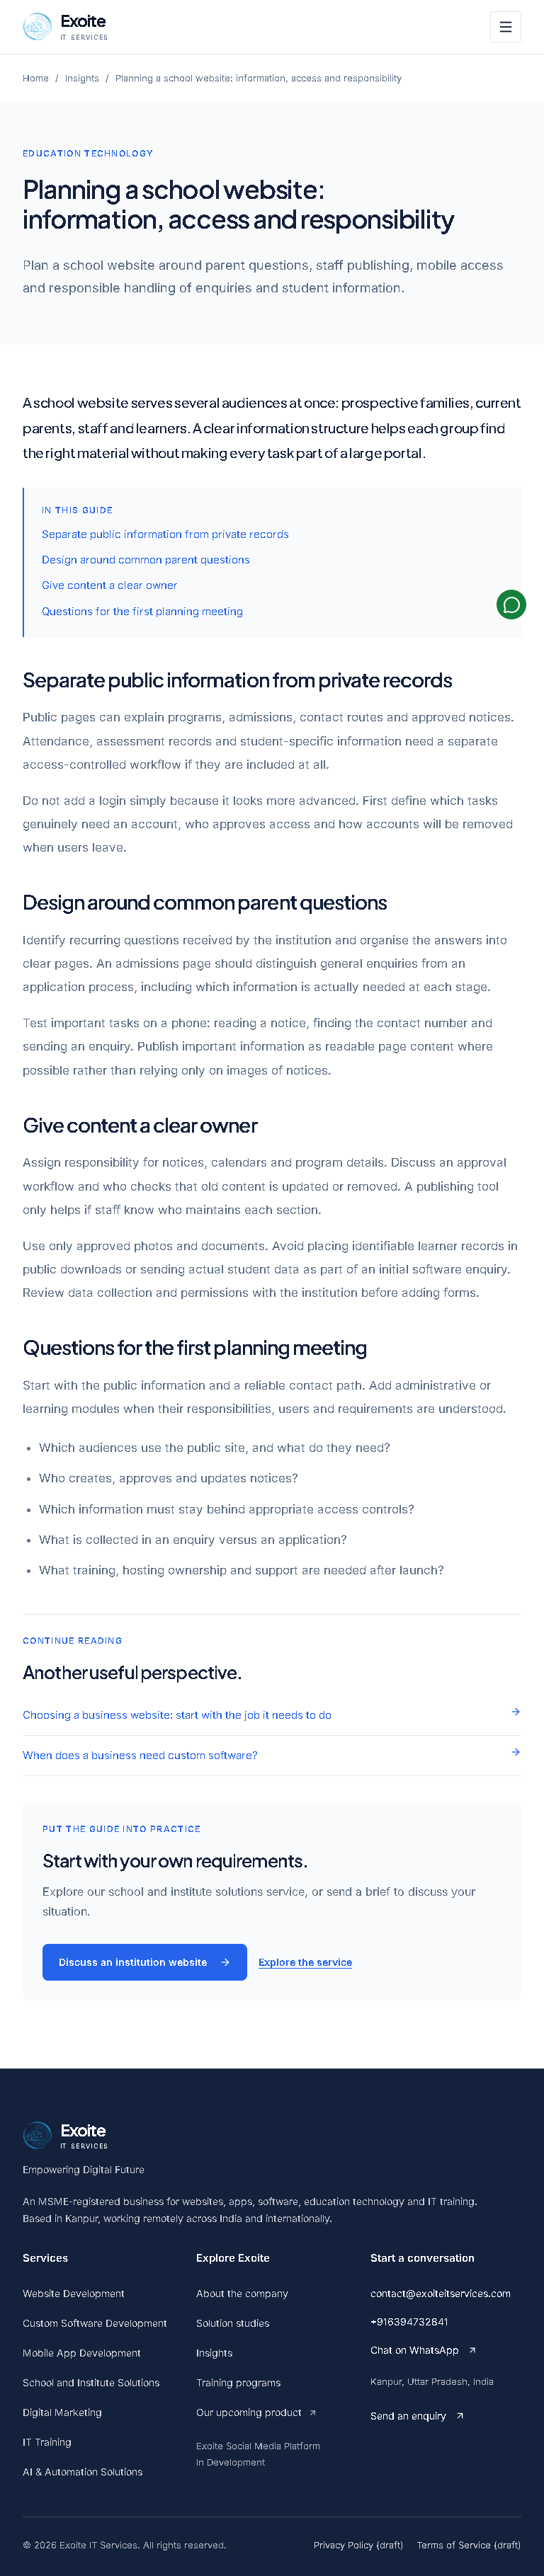 Exoite
IT SERVICES
Home / Insights / Planning a school website: information, access and responsibility
EDUCATION TECHNOLOGY
Planning a school website:
information, access and responsibility
Plan a school website around parent questions, staff publishing, mobile access
and responsible handling of enquiries and student information.
A school website serves several audiences at once: prospective families, current
parents, staff and learners. A clear information structure helps each group find
the right material without making every task part of a large portal.
IN THIS GUIDE
Separate public information from private records
Design around common parent questions
Give content a clear owner
Questions for the first planning meeting
Separate public information from private records
Public pages can explain programs, admissions, contact routes and approved notices.
Attendance, assessment records and student-specific information need a separate
access-controlled workflow if they are included at all.
Do not add a login simply because it looks more advanced. First define which tasks
genuinely need an account, who approves access and how accounts will be removed
when users leave.
Design around common parent questions
Identify recurring questions received by the institution and organise the answers into
clear pages. An admissions page should distinguish general enquiries from an
application process, including which information is actually needed at each stage.
Test important tasks on a phone: reading a notice, finding the contact number and
sending an enquiry. Publish important information as readable page content where
possible rather than relying only on images of notices.
Give content a clear owner
Assign responsibility for notices, calendars and program details. Discuss an approval
workflow and who checks that old content is updated or removed. A publishing tool
only helps if staff know who maintains each section.
Use only approved photos and documents. Avoid placing identifiable learner records in
public downloads or sending actual student data as part of an initial software enquiry.
Review data collection and permissions with the institution before adding forms.
Questions for the first planning meeting
Start with the public information and a reliable contact path. Add administrative or
learning modules when their responsibilities, users and requirements are understood.
• Which audiences use the public site, and what do they need?
• Who creates, approves and updates notices?
• Which information must stay behind appropriate access controls?
• What is collected in an enquiry versus an application?
• What training, hosting ownership and support are needed after launch?
CONTINUE READING
Another useful perspective.
Choosing a business website: start with the job it needs to do
When does a business need custom software?
PUT THE GUIDE INTO PRACTICE
Start with your own requirements.
Explore our school and institute solutions service, or send a brief to discuss your
situation.
Discuss an institution website
Explore the service
Exoite
IT SERVICES
Empowering Digital Future
An MSME-registered business for websites, apps, software, education technology and IT training.
Based in Kanpur, working remotely across India and internationally.
Services
Website Development
Custom Software Development
Mobile App Development
School and Institute Solutions
Digital Marketing
IT Training
AI & Automation Solutions
Explore Exoite
About the company
Solution studies
Insights
Training programs
Our upcoming product
Exoite Social Media Platform
In Development
Start a conversation
contact@exoiteitservices.com
+916394732841
Chat on WhatsApp
Kanpur, Uttar Pradesh, India
Send an enquiry
© 2026 Exoite IT Services. All rights reserved.
Privacy Policy (draft) Terms of Service (draft)